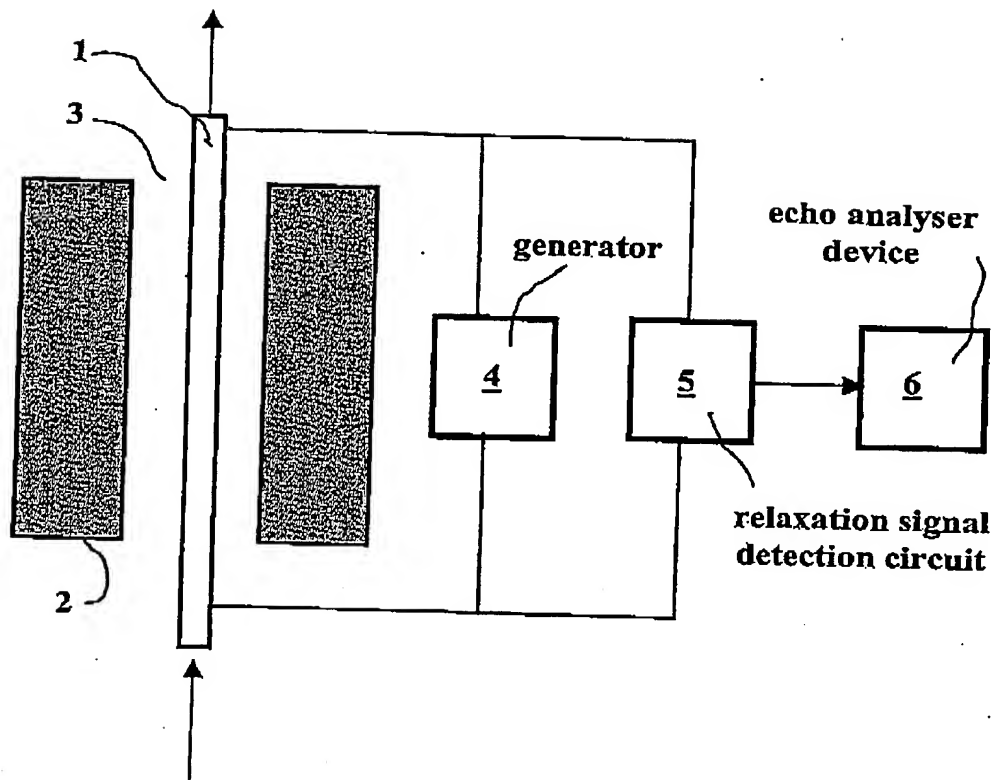 1
3
generator
echo analyser
device
4
5
6
relaxation signal
detection circuit
2